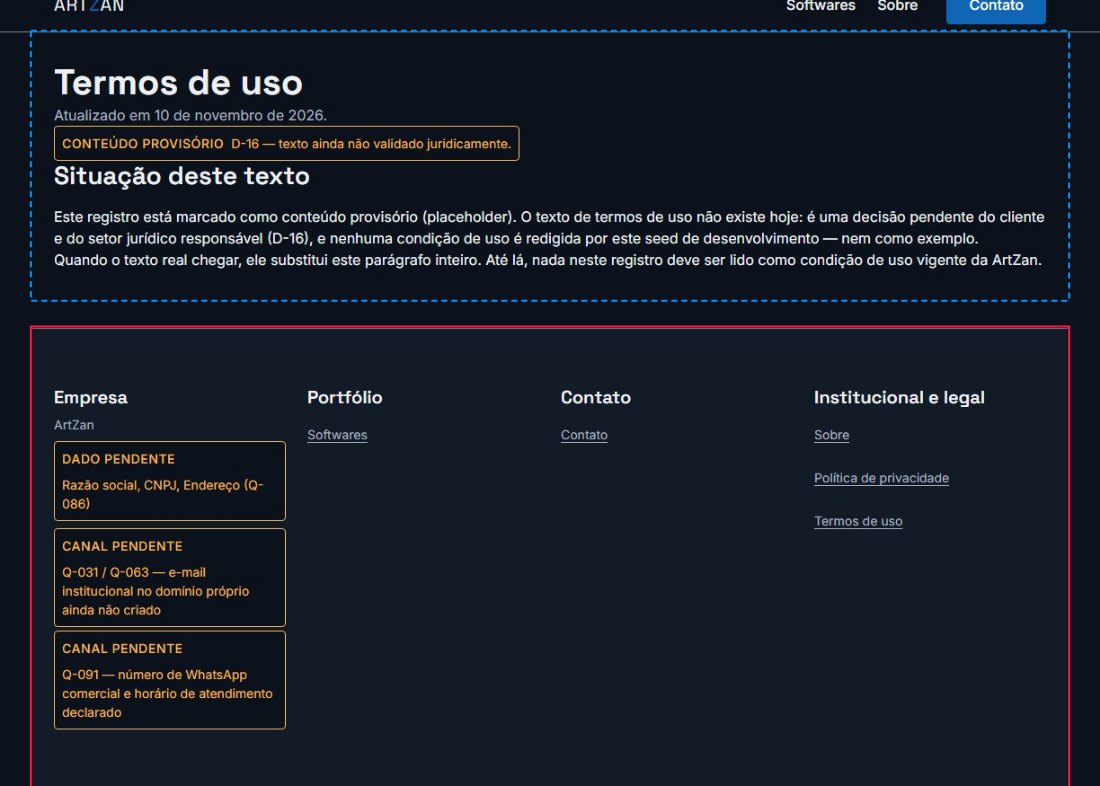 ARTZAN
Softwares
Sobre
Contato
Termos de uso
Atualizado em 10 de novembro de 2026.
CONTEÚDO PROVISÓRIO D-16 — texto ainda não validado juridicamente.
Situação deste texto
Este registro está marcado como conteúdo provisório (placeholder). O texto de termos de uso não existe hoje: é uma decisão pendente do cliente
e do setor jurídico responsável (D-16), e nenhuma condição de uso é redigida por este seed de desenvolvimento — nem como exemplo.
Quando o texto real chegar, ele substitui este parágrafo inteiro. Até lá, nada neste registro deve ser lido como condição de uso vigente da ArtZan.
Empresa
ArtZan
DADO PENDENTE
Razão social, CNPJ, Endereço (Q-
086)
CANAL PENDENTE
Q-031 / Q-063 — e-mail
institucional no domínio próprio
ainda não criado
CANAL PENDENTE
Q-091 — número de WhatsApp
comercial e horário de atendimento
declarado
Portfólio
Softwares
Contato
Contato
Institucional e legal
Sobre
Política de privacidade
Termos de uso